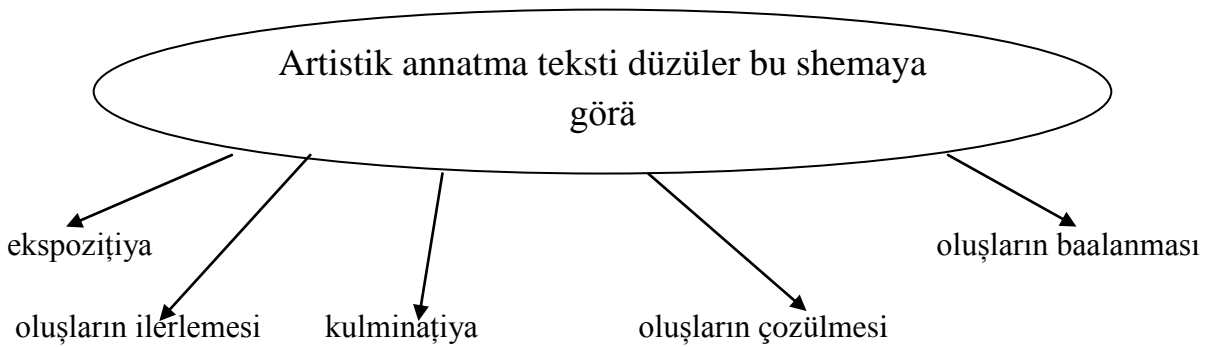 Artistik annatma teksti düzüler bu shemaya
görä
ekspozițiya
oluşların baalanması
oluşların ilerlemesi
kulminațiya
oluşların çozülmesi